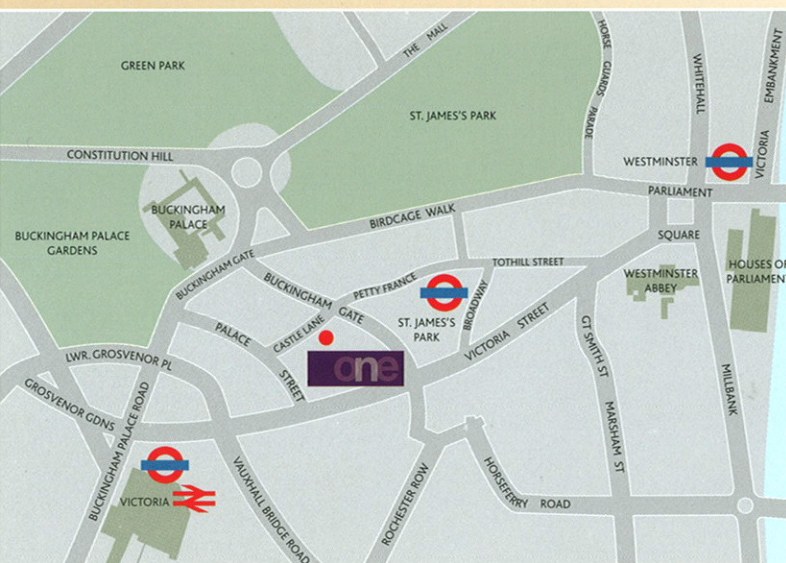 THE MALL
HORSE GUARDS PARADE
WHITEHALL
VICTORIA EMBANKMENT
GREEN PARK
ST. JAMES'S PARK
WESTMINSTER
CONSTITUTION HILL
PARLIAMENT
SQUARE
BUCKINGHAM
PALACE
BIRDCAGE WALK
BUCKINGHAM PALACE
GARDENS
BUCKINGHAM GATE
TOTHILL STREET
HOUSES OF
PARLIAMENT
WESTMINSTER
ABBEY
BUCKINGHAM GATE
PETTY FRANCE
BROADWAY
ST. JAMES'S
PARK
VICTORIA STREET
PALACE STREET
CASTLE LANE
GT SMITH ST
one
LWR. GROSVENOR PL
GROSVENOR GDNS
BUCKINGHAM PALACE ROAD
MILLBANK
MARSHAM ST
VICTORIA
VAUXHALL BRIDGE ROAD
ROCHESTER ROW
HORSEFERRY ROAD